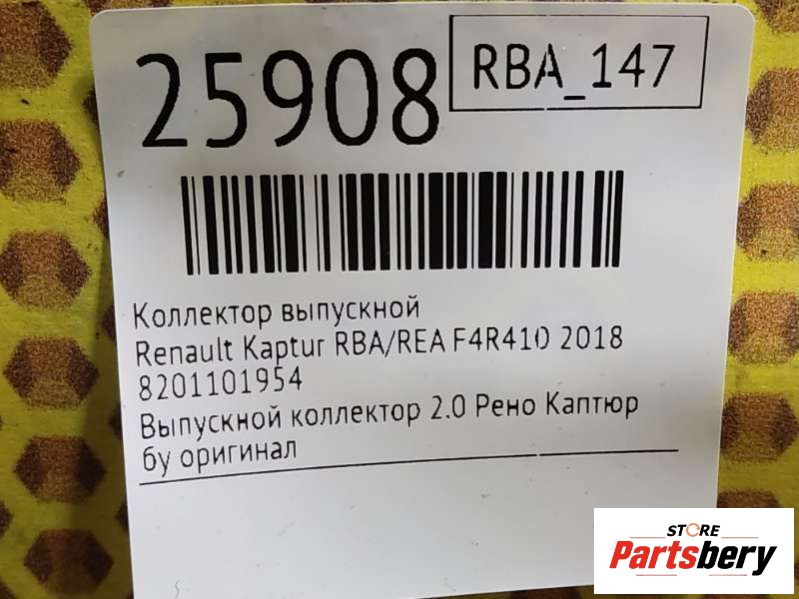 25908
RBA_147
Коллектор выпускной
Renault Kaptur RBA/REA F4R410 2018
8201101954
Выпускной коллектор 2.0 Рено Каптюр
бу оригинал
STORE
Partsbery